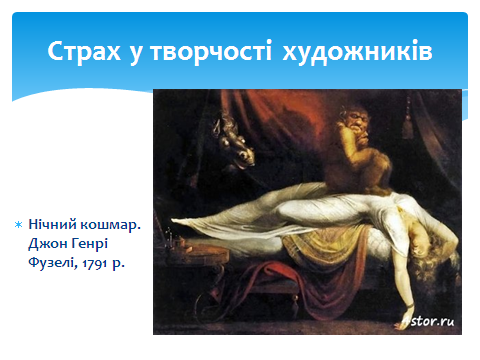 Страх у творчості художників
Нічний кошмар.
Джон Генрі
Фузелі, 1791 р.
stor.ru